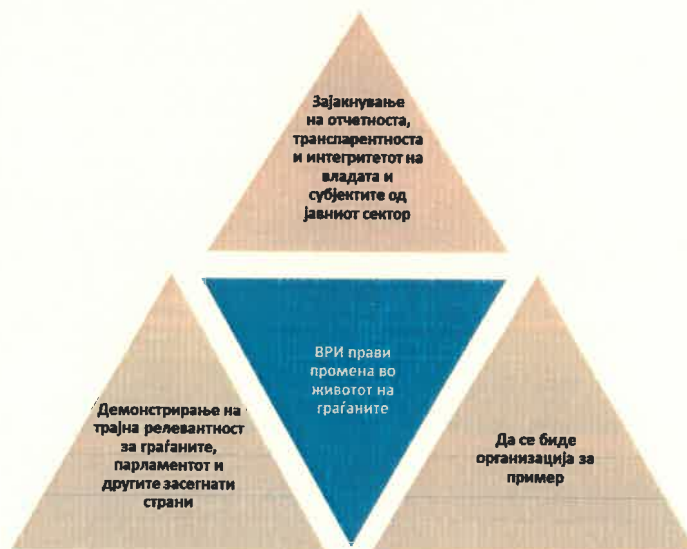 Зајакнување
на отчетноста,
транспарентноста
и интегритетот на
владата и
субјектите од
јавниот сектор
ВРИ прави
промена во
животот на
граѓаните
Демонстрирање на
трајна релевантност
за граѓаните,
парламентот и
другите засегнати
страни
Да се биде
организација за
пример